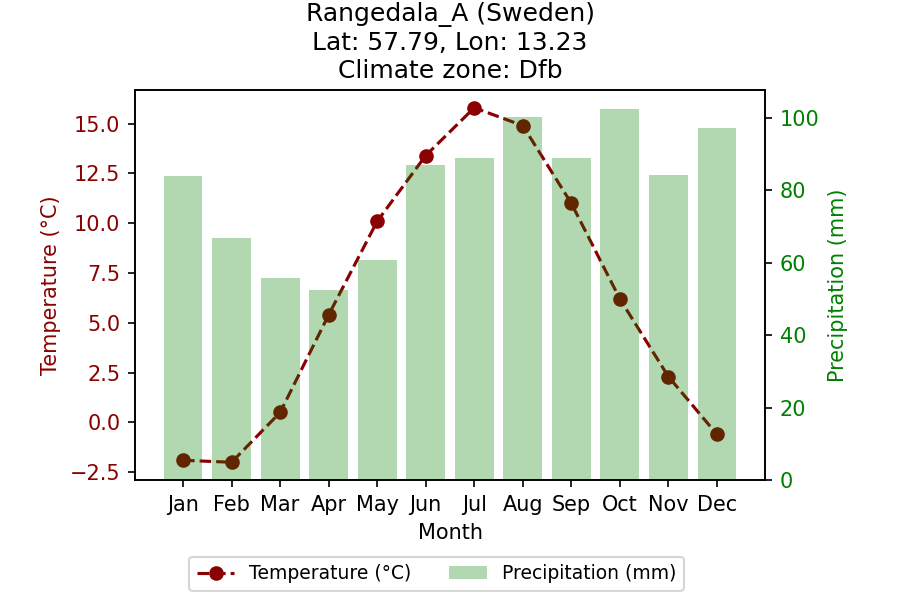 Rangedala_A (Sweden)
Lat: 57.79, Lon: 13.23
Climate zone: Dfb
Temperature (°C)
15.0
12.5
10.0
7.5
5.0
2.5
0.0
−2.5
100
80
60
40
20
0
Precipitation (mm)
Jan Feb Mar Apr May Jun Jul Aug Sep Oct Nov Dec
Month
Temperature (°C) Precipitation (mm)